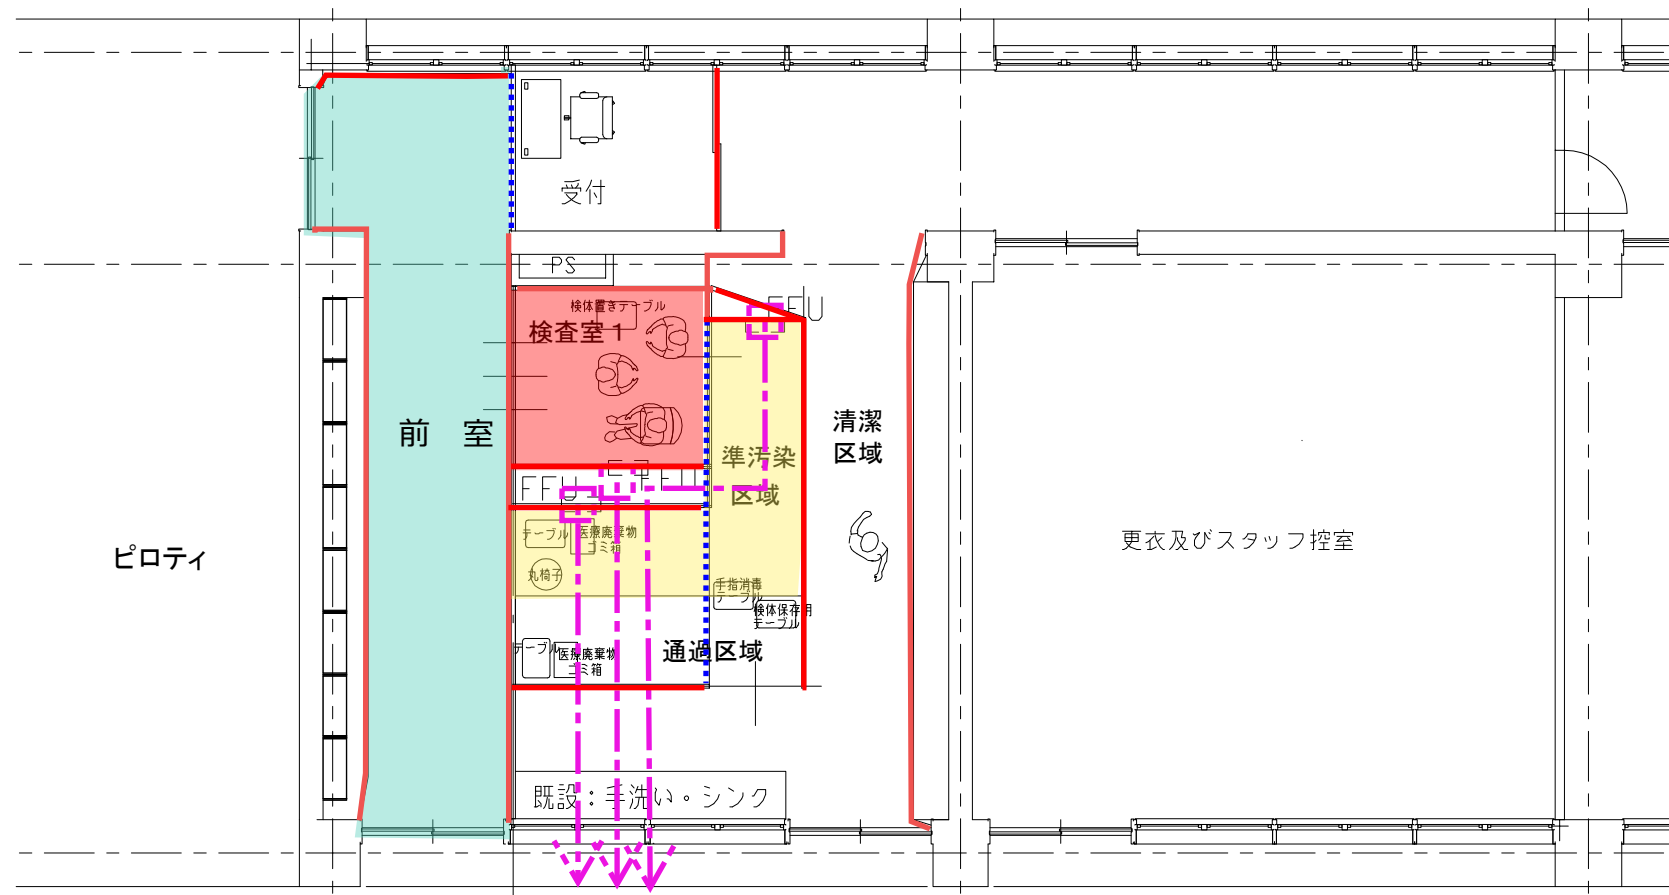 受付
PS
検体置きテーブル
FFU
検査室1
清潔
区域
前 室
準汚染
区域
FFU
FFU
テーブル
医療廃棄物
ゴミ箱
更衣及びスタッフ控室
ピロティ
丸椅子
手指消毒
テーブル
検体保存用
テーブル
テーブル
医療廃棄物
ゴミ箱
通過区域
既設：手洗い・シンク